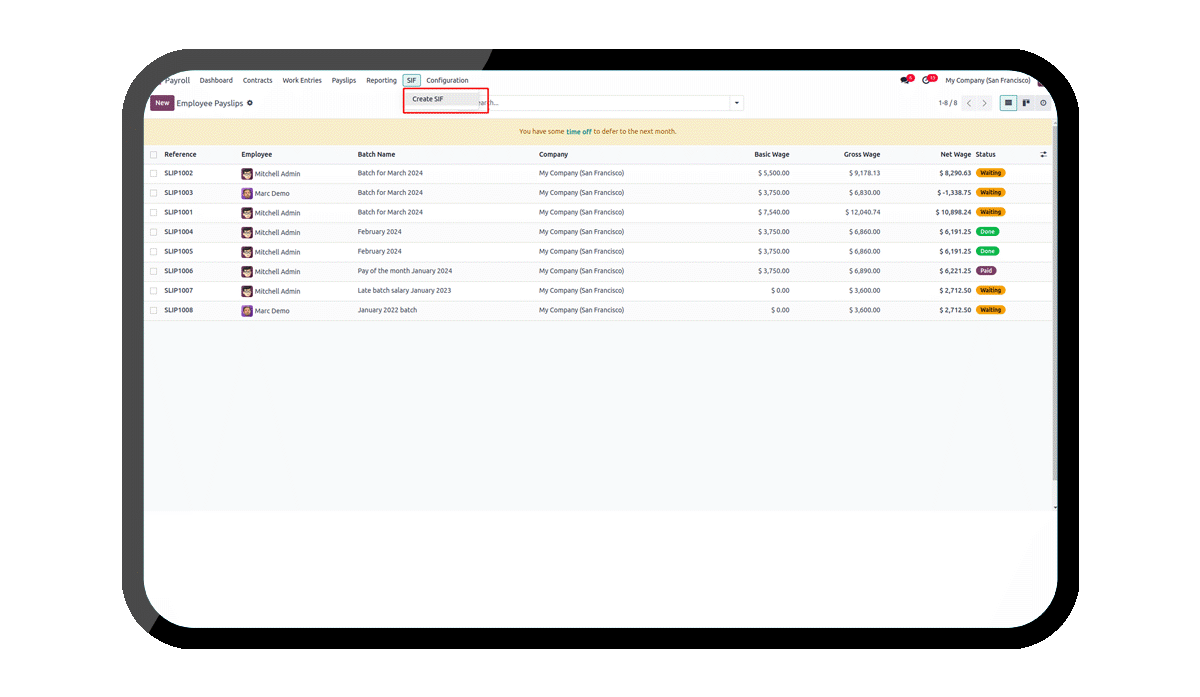 Payroll Dashboard Contracts Work Entries Payslips Reporting SIF Configuration 5 13 My Company (San Francisco)
New Employee Payslips Create SIF 1-8 / 8
You have some time off to defer to the next month.
Reference Employee Batch Name Company Basic Wage Gross Wage Net Wage Status
SLIP1002 Mitchell Admin Batch for March 2024 My Company (San Francisco) $ 5,500.00 $ 9,178.13 $ 8,290.63 Waiting
SLIP1003 Marc Demo Batch for March 2024 My Company (San Francisco) $ 3,750.00 $ 6,830.00 $ -1,338.75 Waiting
SLIP1001 Mitchell Admin Batch for March 2024 My Company (San Francisco) $ 7,540.00 $ 12,040.74 $ 10,898.24 Waiting
SLIP1004 Mitchell Admin February 2024 My Company (San Francisco) $ 3,750.00 $ 6,860.00 $ 6,191.25 Done
SLIP1005 Mitchell Admin February 2024 My Company (San Francisco) $ 3,750.00 $ 6,860.00 $ 6,191.25 Done
SLIP1006 Mitchell Admin Pay of the month January 2024 My Company (San Francisco) $ 3,750.00 $ 6,890.00 $ 6,221.25 Paid
SLIP1007 Mitchell Admin Late batch salary January 2023 My Company (San Francisco) $ 0.00 $ 3,600.00 $ 2,712.50 Waiting
SLIP1008 Marc Demo January 2022 batch My Company (San Francisco) $ 0.00 $ 3,600.00 $ 2,712.50 Waiting